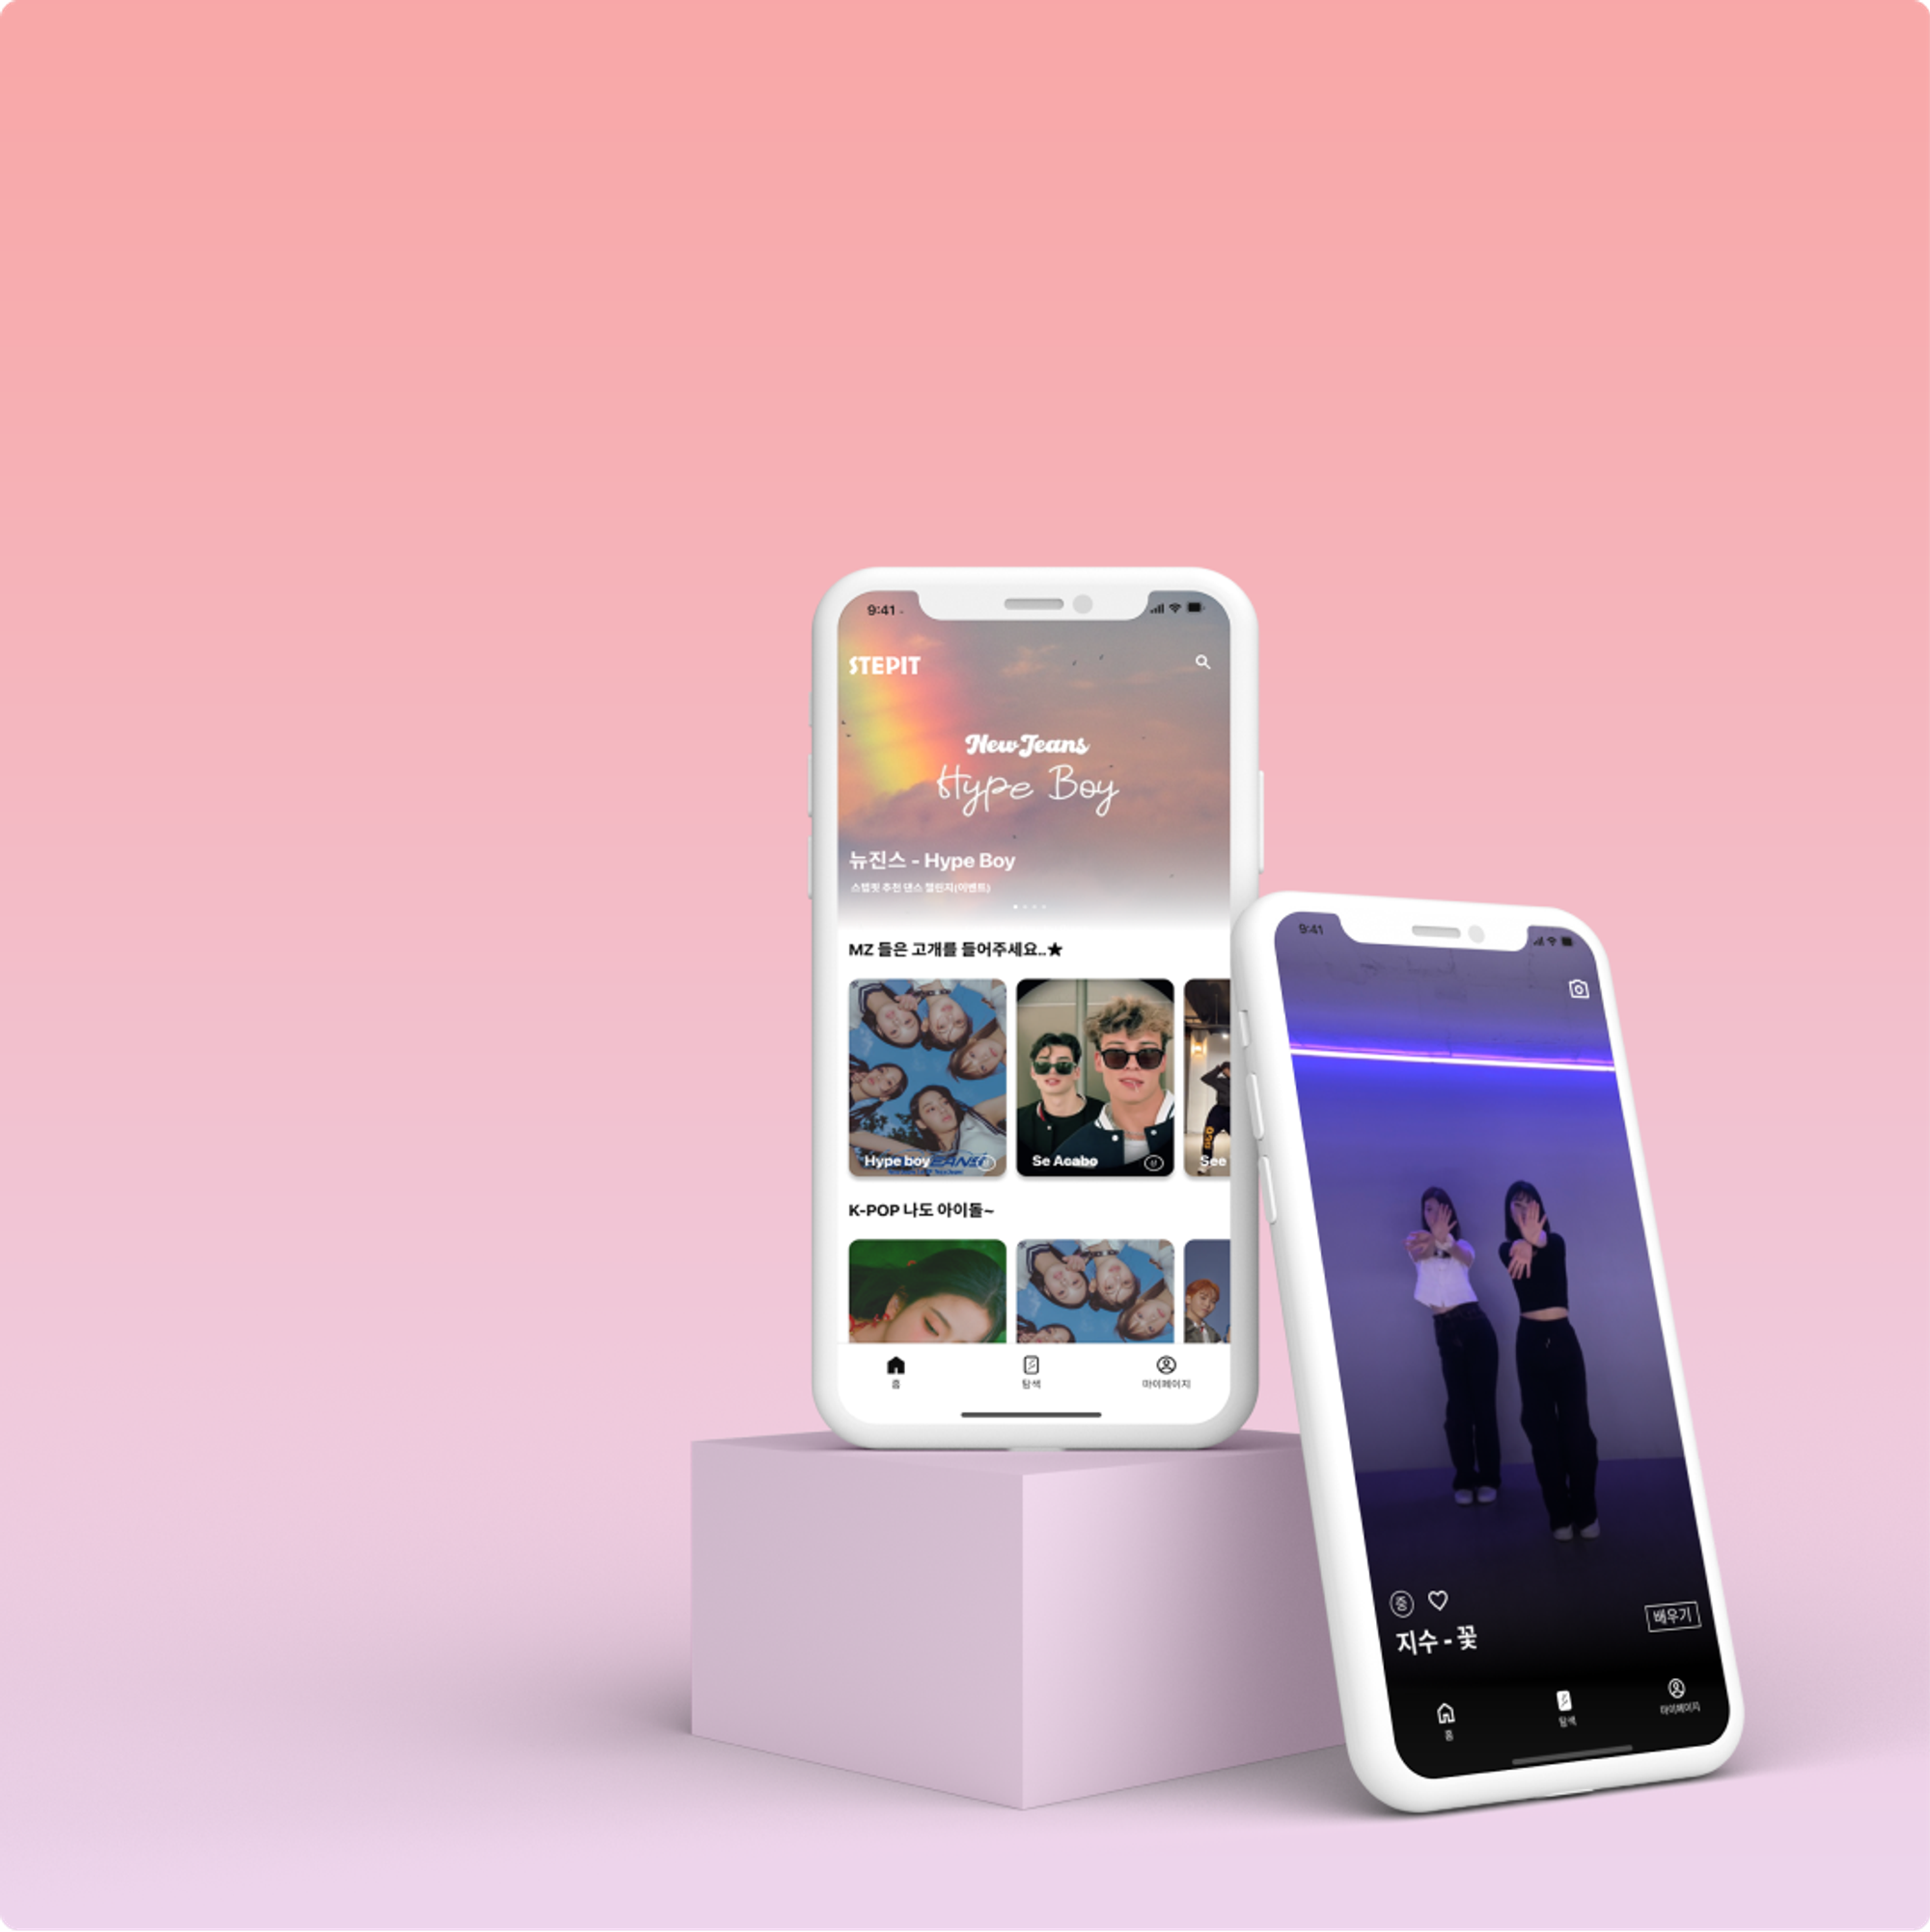 9:41
STEPIT
NewJeans
Hype Boy
뉴진스 - Hype Boy
스텝핏 추천 댄스 챌린지(이벤트)
MZ 들은 고개를 들어주세요..★
Hype boy
Se Acabo
See
K-POP 나도 아이돌~
홈
탐색
마이페이지
9:41
중
지수 - 꽃
배우기
홈
탐색
마이페이지